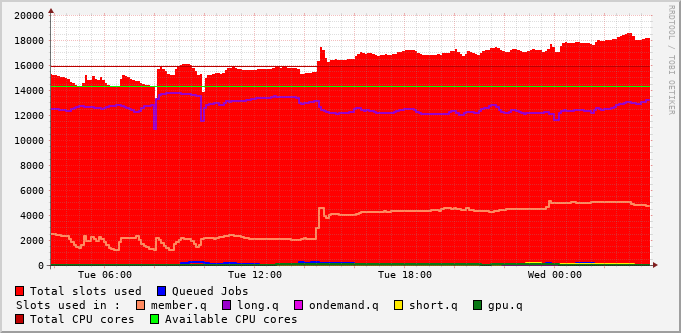 20000
18000
16000
14000
12000
10000
8000
6000
4000
2000
0
Tue 06:00 Tue 12:00 Tue 18:00 Wed 00:00
RRDTOOL / TOBI OETIKER
Total slots used Queued Jobs
Slots used in : member.q long.q ondemand.q short.q gpu.q
Total CPU cores Available CPU cores